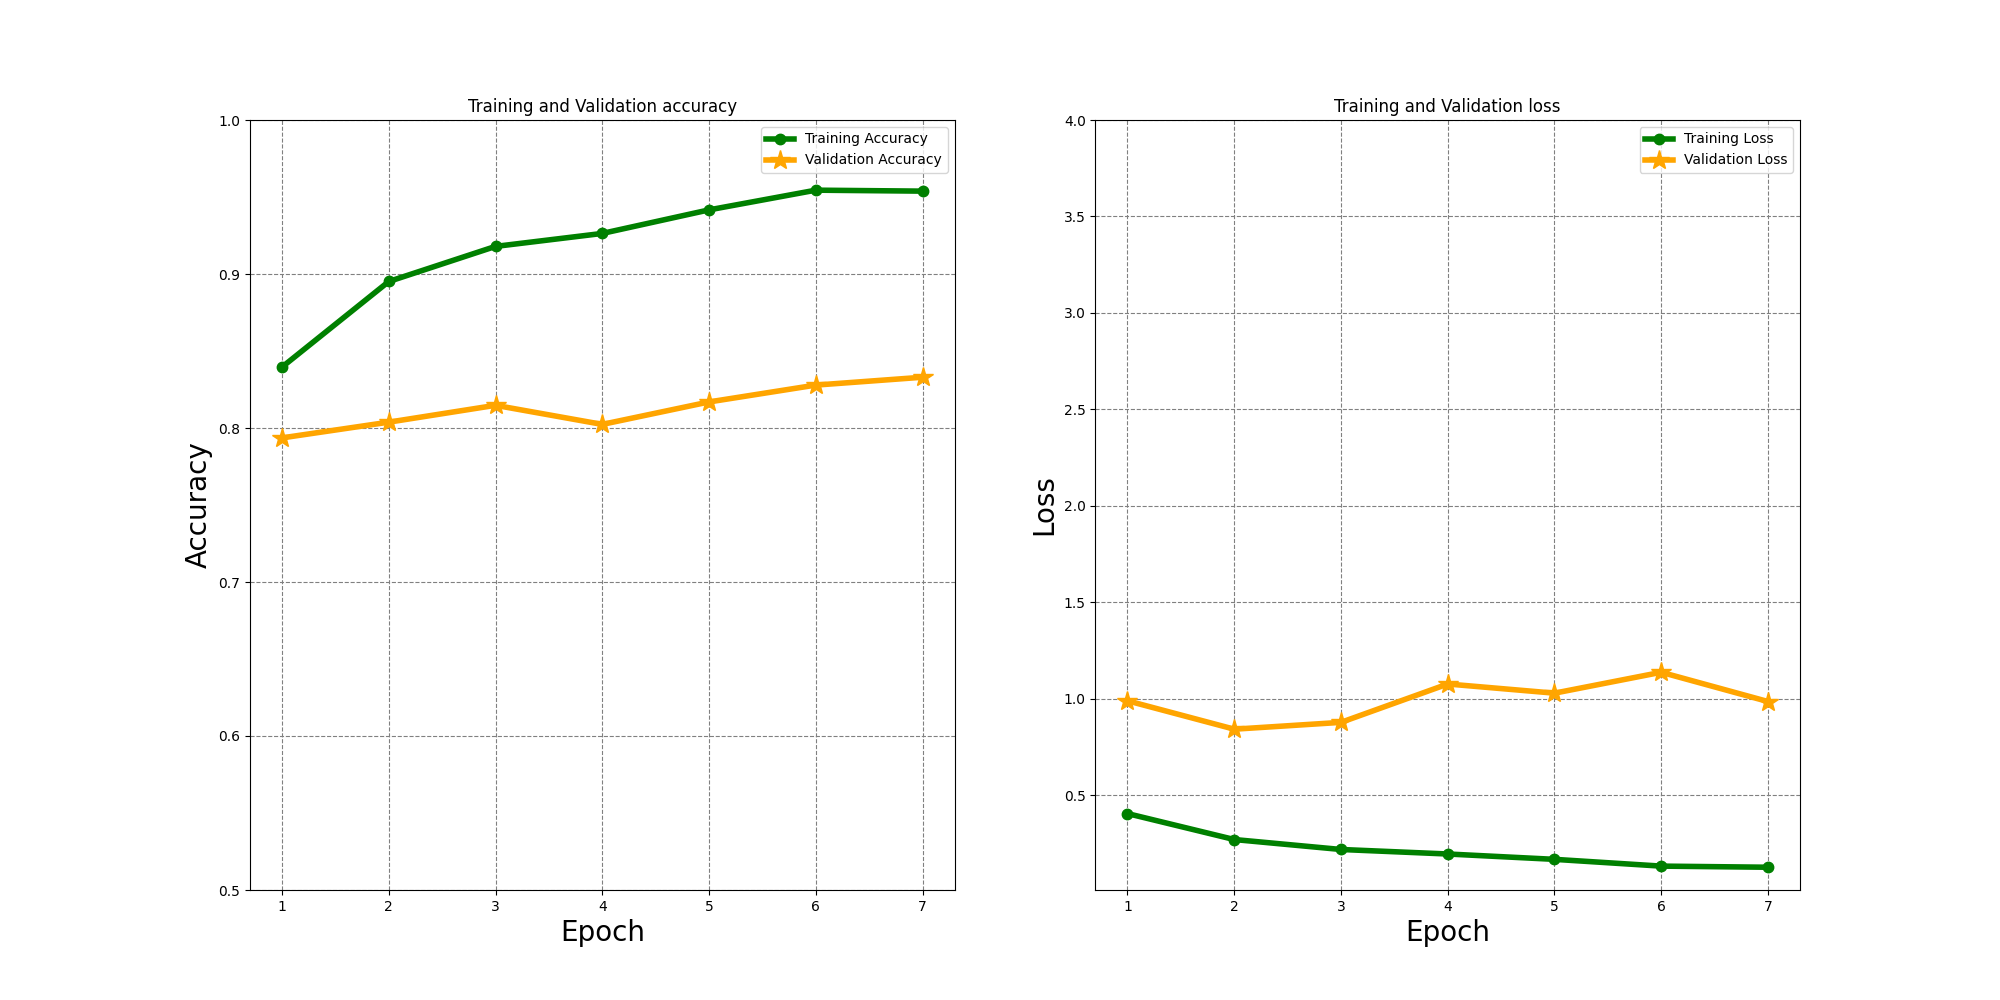 Training and Validation accuracy
1.0
0.9
0.8
0.7
0.6
0.5
Accuracy
Training Accuracy
Validation Accuracy
1 2 3 4 5 6 7
Epoch
Training and Validation loss
4.0
3.5
3.0
2.5
2.0
1.5
1.0
0.5
Loss
Training Loss
Validation Loss
1 2 3 4 5 6 7
Epoch